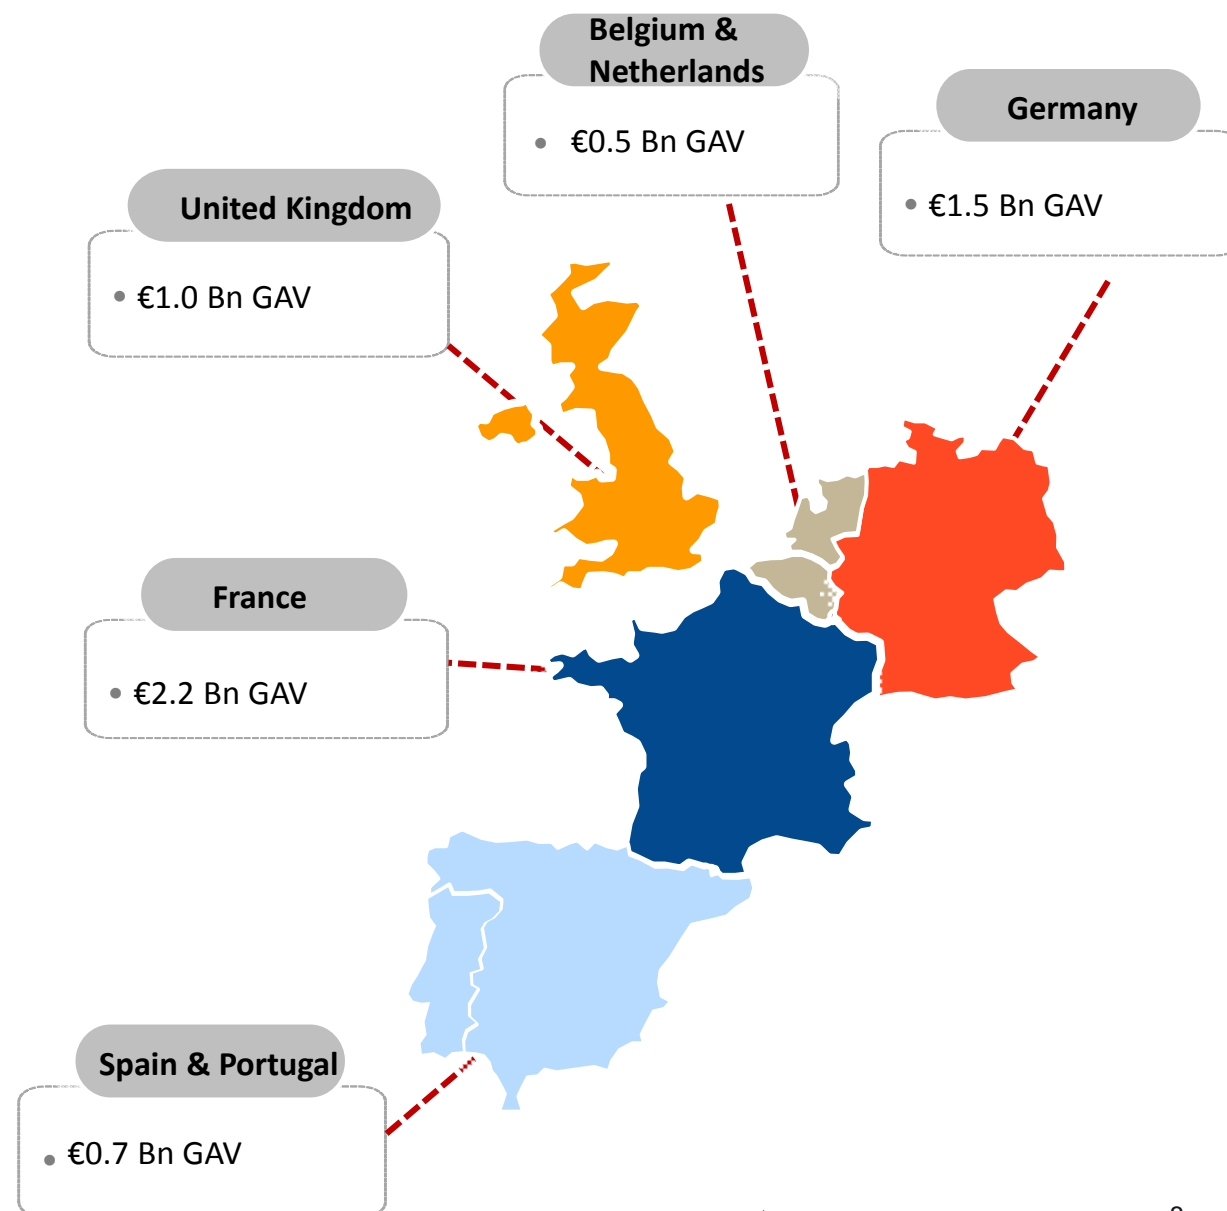 Belgium &
Netherlands
• €0.5 Bn GAV
Germany
• €1.5 Bn GAV
United Kingdom
• €1.0 Bn GAV
France
• €2.2 Bn GAV
Spain & Portugal
• €0.7 Bn GAV